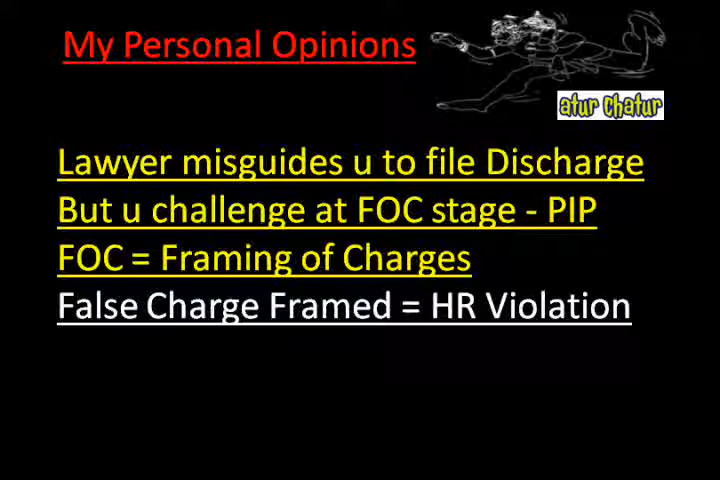 My Personal Opinions
atur chatur
Lawyer misguides u to file Discharge
But u challenge at FOC stage - PIP
FOC = Framing of Charges
False Charge Framed = HR Violation